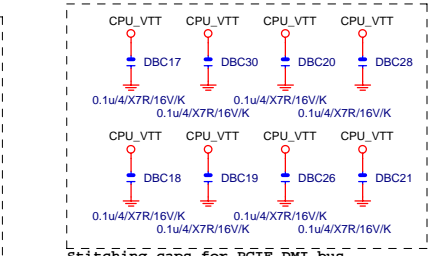 CPU_VTT CPU_VTT CPU_VTT CPU_VTT
DBC17 DBC30 DBC20 DBC28
0.1u/4/X7R/16V/K 0.1u/4/X7R/16V/K
0.1u/4/X7R/16V/K 0.1u/4/X7R/16V/K
CPU_VTT CPU_VTT CPU_VTT CPU_VTT
DBC18 DBC19 DBC26 DBC21
0.1u/4/X7R/16V/K 0.1u/4/X7R/16V/K
0.1u/4/X7R/16V/K 0.1u/4/X7R/16V/K
Stitching caps for PCIE DMI bus